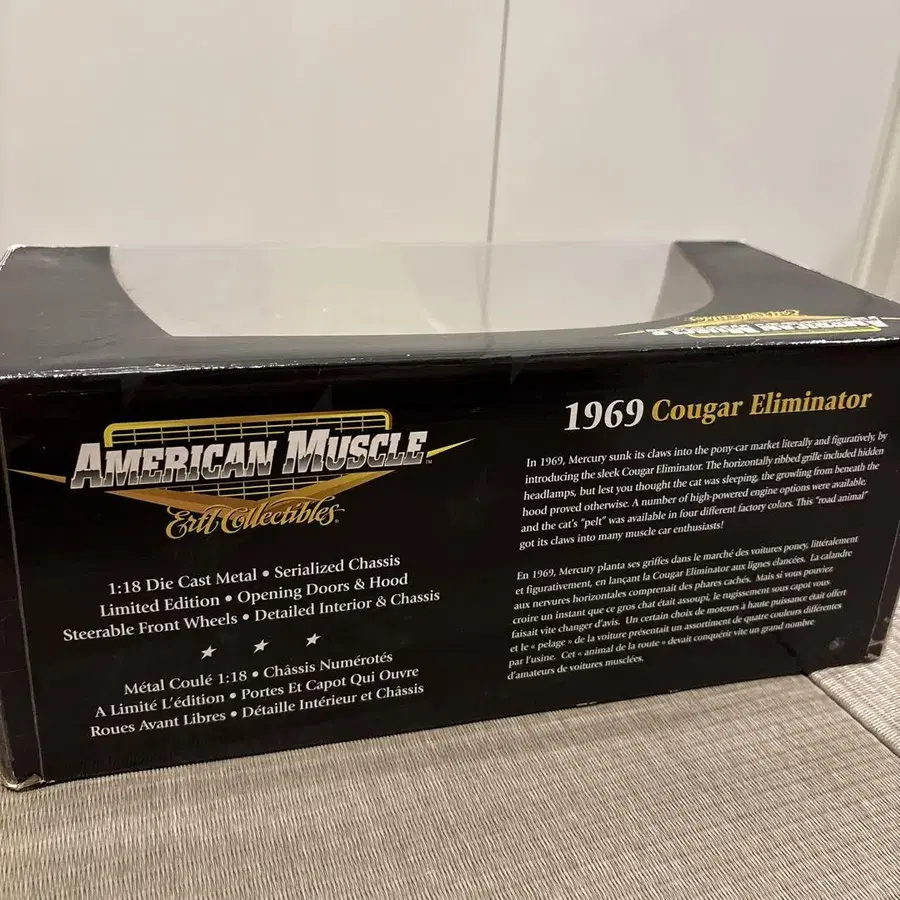 Ertl Collectibles
AMERICAN MUSCLE
AMERICAN MUSCLE™
Ertl Collectibles®
1:18 Die Cast Metal • Serialized Chassis
Limited Edition • Opening Doors & Hood
Steerable Front Wheels • Detailed Interior & Chassis
Métal Coulé 1:18 • Châssis Numérotés
A Limité L'édition • Portes Et Capot Qui Ouvre
Roues Avant Libres • Détaille Intérieur et Châssis
1969 Cougar Eliminator
In 1969, Mercury sunk its claws into the pony-car market literally and figuratively, by
introducing the sleek Cougar Eliminator. The horizontally ribbed grille included hidden
headlamps, but lest you thought the cat was sleeping, the growling from beneath the
hood proved otherwise. A number of high-powered engine options were available,
and the cat's "pelt" was available in four different factory colors. This "road animal"
got its claws into many muscle car enthusiasts!
En 1969, Mercury planta ses griffes dans le marché des voitures poney, littéralement
et figurativement, en lançant la Cougar Eliminator aux lignes élancées. La calandre
aux nervures horizontales comprenait des phares cachés. Mais si vous pouviez
croire un instant que ce gros chat était assoupi, le rugissement sous capot vous
faisait vite changer d'avis. Un certain choix de moteurs à haute puissance était offert
et le « pelage » de la voiture présentait un assortiment de quatre couleurs différentes
par l'usine. Cet « animal de la route » devait conquérir vite un grand nombre
d'amateurs de voitures musclées.